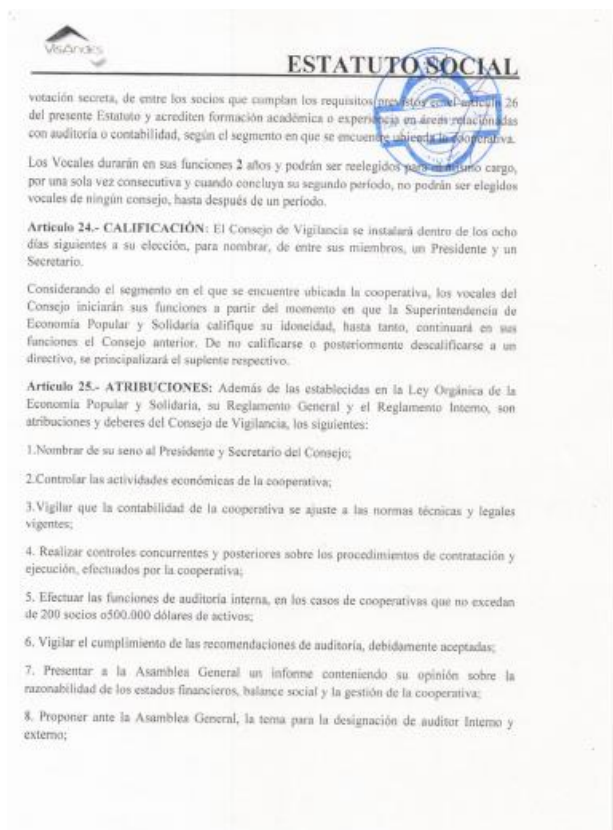 VisAndes
ESTATUTO SOCIAL
votación secreta, de entre los socios que cumplan los requisitos previstos en el artículo 26
del presente Estatuto y acrediten formación académica o experiencia en áreas relacionadas
con auditoría o contabilidad, según el segmento en que se encuentre ubicada la cooperativa.
Los Vocales durarán en sus funciones 2 años y podrán ser reelegidos para el mismo cargo,
por una sola vez consecutiva y cuando concluya su segundo período, no podrán ser elegidos
vocales de ningún consejo, hasta después de un período.
Artículo 24.- CALIFICACIÓN: El Consejo de Vigilancia se instalará dentro de los ocho
días siguientes a su elección, para nombrar, de entre sus miembros, un Presidente y un
Secretario.
Considerando el segmento en el que se encuentre ubicada la cooperativa, los vocales del
Consejo iniciarán sus funciones a partir del momento en que la Superintendencia de
Economía Popular y Solidaria califique su idoneidad, hasta tanto, continuará en sus
funciones el Consejo anterior. De no calificarse o posteriormente descalificarse a un
directivo, se principalizará el suplente respectivo.
Artículo 25.- ATRIBUCIONES: Además de las establecidas en la Ley Orgánica de la
Economía Popular y Solidaria, su Reglamento General y el Reglamento Interno, son
atribuciones y deberes del Consejo de Vigilancia, los siguientes:
1.Nombrar de su seno al Presidente y Secretario del Consejo;
2.Controlar las actividades económicas de la cooperativa;
3.Vigilar que la contabilidad de la cooperativa se ajuste a las normas técnicas y legales
vigentes;
4. Realizar controles concurrentes y posteriores sobre los procedimientos de contratación y
ejecución, efectuados por la cooperativa;
5. Efectuar las funciones de auditoría interna, en los casos de cooperativas que no excedan
de 200 socios o500.000 dólares de activos;
6. Vigilar el cumplimiento de las recomendaciones de auditoría, debidamente aceptadas;
7. Presentar a la Asamblea General un informe conteniendo su opinión sobre la
razonabilidad de los estados financieros, balance social y la gestión de la cooperativa;
8. Proponer ante la Asamblea General, la terna para la designación de auditor Interno y
externo;